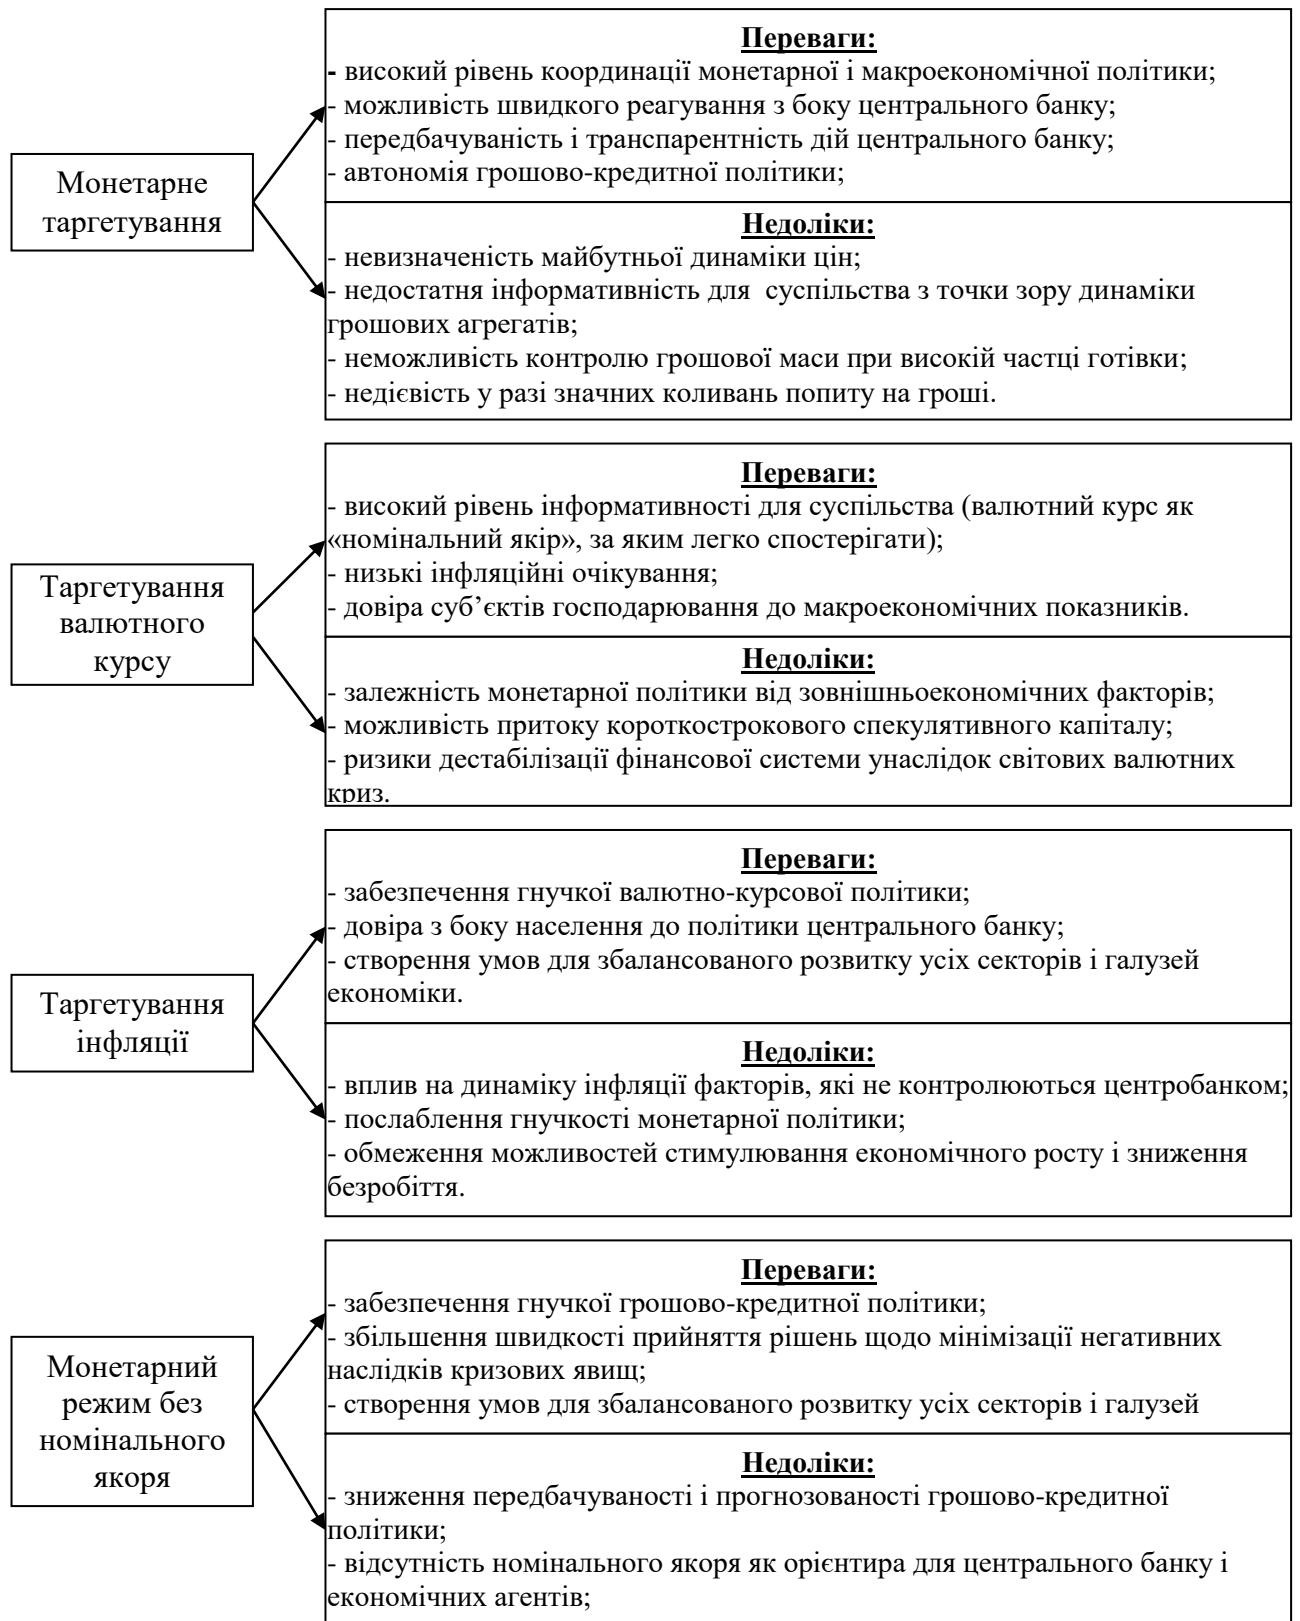 Монетарне
таргетування
Переваги:
- високий рівень координації монетарної і макроекономічної політики;
- можливість швидкого реагування з боку центрального банку;
- передбачуваність і транспарентність дій центрального банку;
- автономія грошово-кредитної політики;
Недоліки:
- невизначеність майбутньої динаміки цін;
- недостатня інформативність для  суспільства з точки зору динаміки
грошових агрегатів;
- неможливість контролю грошової маси при високій частці готівки;
- недієвість у разі значних коливань попиту на гроші.
Таргетування
валютного
курсу
Переваги:
- високий рівень інформативності для суспільства (валютний курс як
«номінальний якір», за яким легко спостерігати);
- низькі інфляційні очікування;
- довіра суб’єктів господарювання до макроекономічних показників.
Недоліки:
- залежність монетарної політики від зовнішньоекономічних факторів;
- можливість притоку короткострокового спекулятивного капіталу;
- ризики дестабілізації фінансової системи унаслідок світових валютних
криз.
Таргетування
інфляції
Переваги:
- забезпечення гнучкої валютно-курсової політики;
- довіра з боку населення до політики центрального банку;
- створення умов для збалансованого розвитку усіх секторів і галузей
економіки.
Недоліки:
- вплив на динаміку інфляції факторів, які не контролюються центробанком;
- послаблення гнучкості монетарної політики;
- обмеження можливостей стимулювання економічного росту і зниження
безробіття.
Монетарний
режим без
номінального
якоря
Переваги:
- забезпечення гнучкої грошово-кредитної політики;
- збільшення швидкості прийняття рішень щодо мінімізації негативних
наслідків кризових явищ;
- створення умов для збалансованого розвитку усіх секторів і галузей
Недоліки:
- зниження передбачуваності і прогнозованості грошово-кредитної
політики;
- відсутність номінального якоря як орієнтира для центрального банку і
економічних агентів;